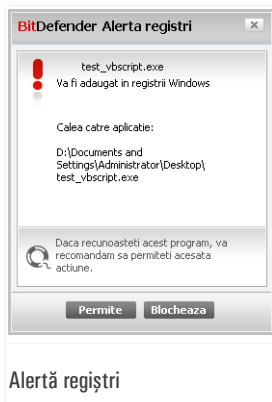 BitDefender Alerta registri
test_vbscript.exe
Va fi adaugat in registrii Windows
Calea catre aplicatie:
D:\Documents and
Settings\Administrator\Desktop\
test_vbscript.exe
Daca recunoasteti acest program, va
recomandam sa permiteti acesata
actiune.
Permite Blocheaza
Alertă regiştri